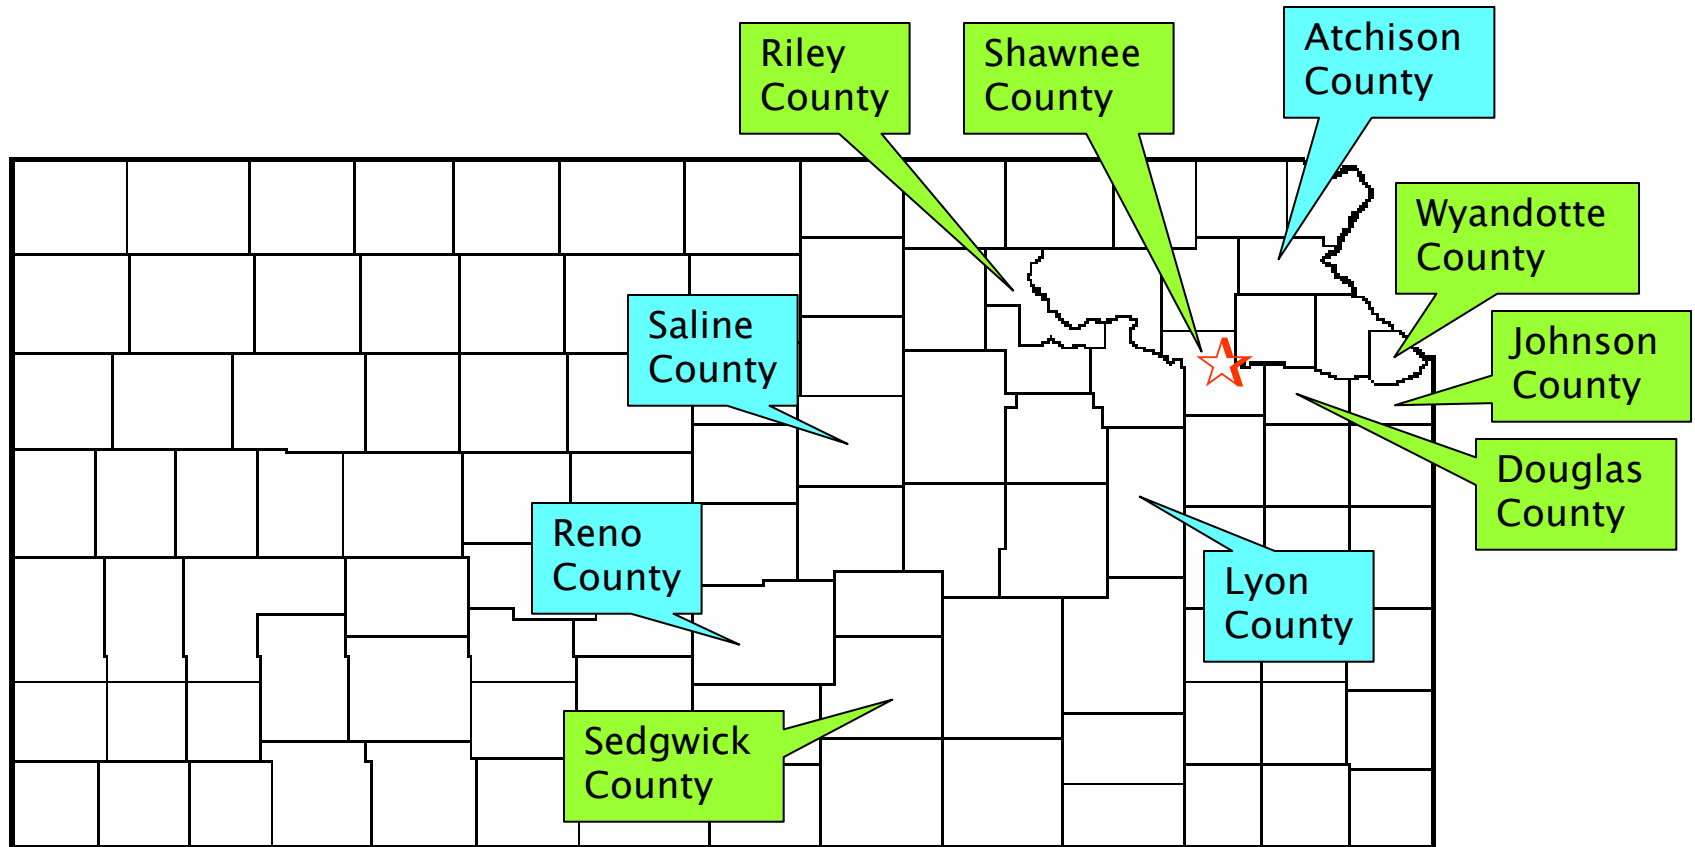 Riley
County
Shawnee
County
Atchison
County
Wyandotte
County
Saline
County
Johnson
County
Douglas
County
Reno
County
Lyon
County
Sedgwick
County